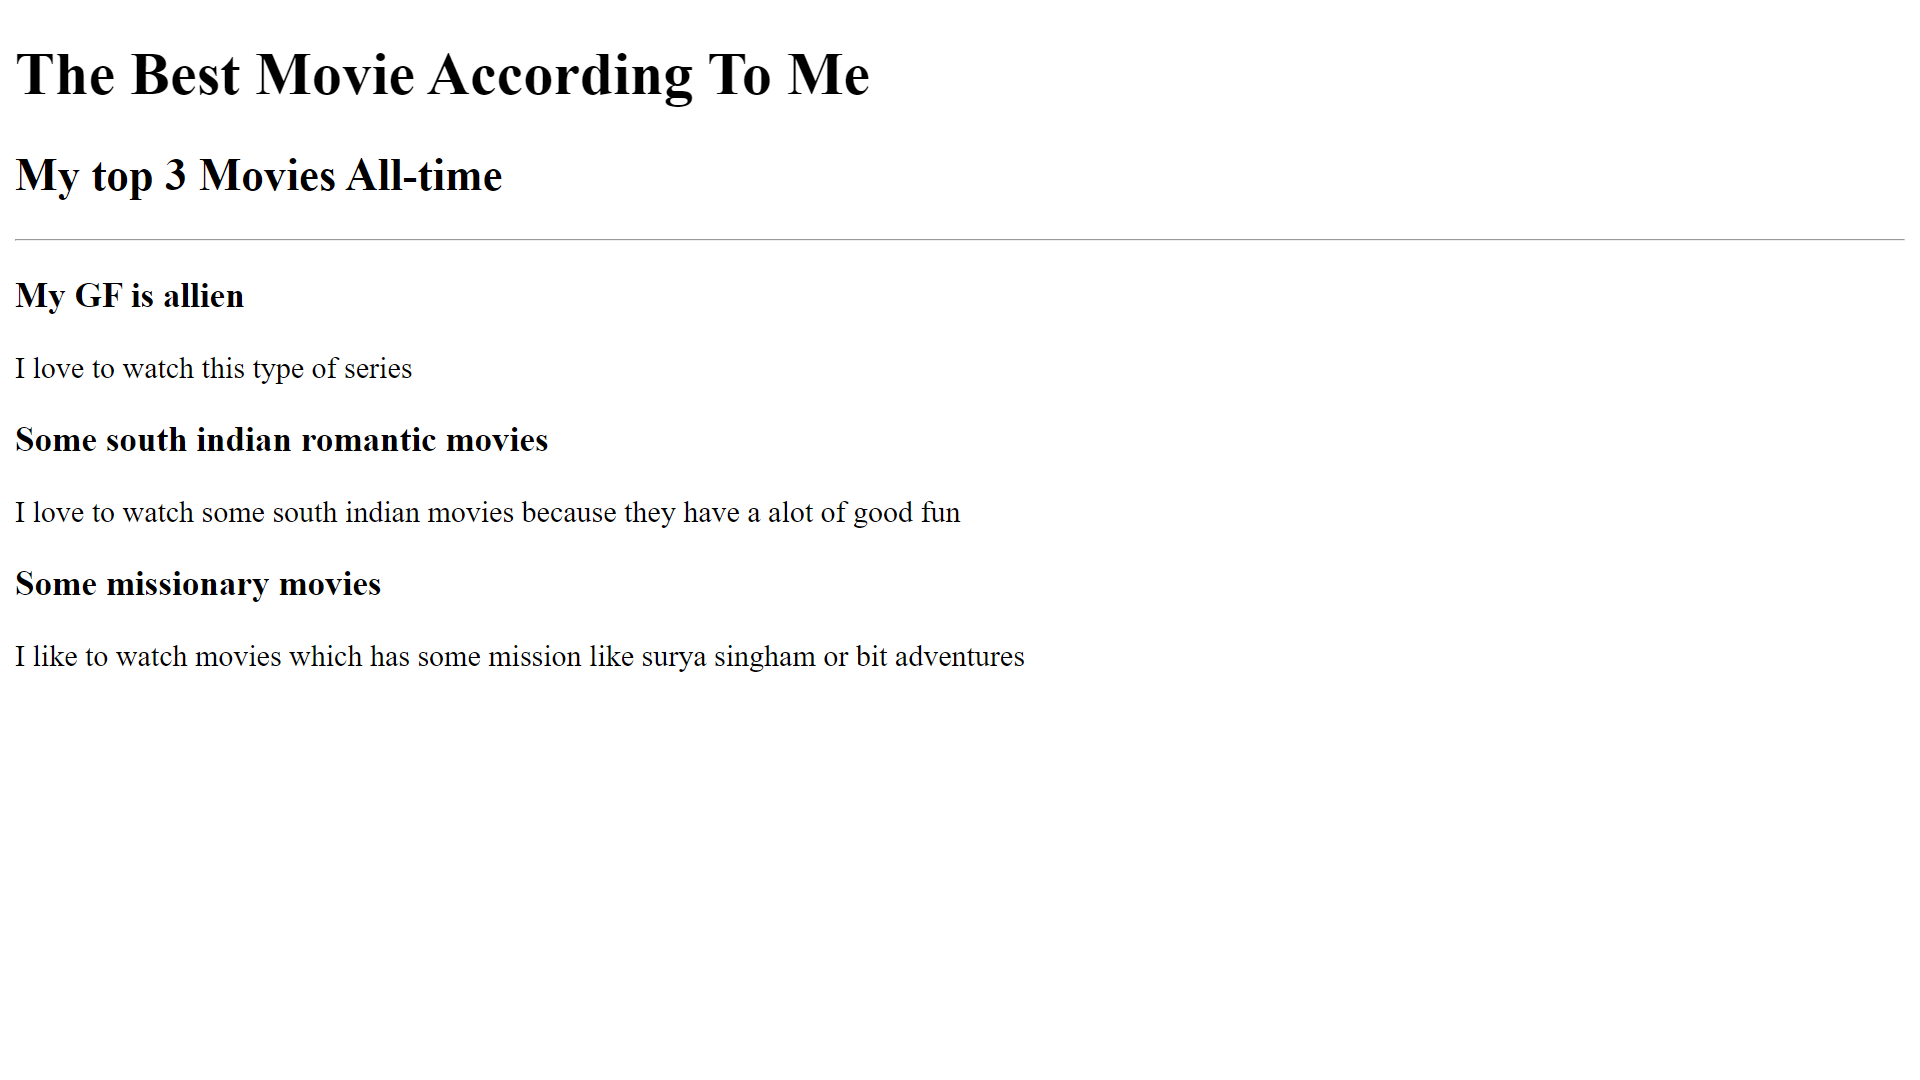 The Best Movie According To Me
My top 3 Movies All-time
My GF is allien
I love to watch this type of series
Some south indian romantic movies
I love to watch some south indian movies because they have a alot of good fun
Some missionary movies
I like to watch movies which has some mission like surya singham or bit adventures